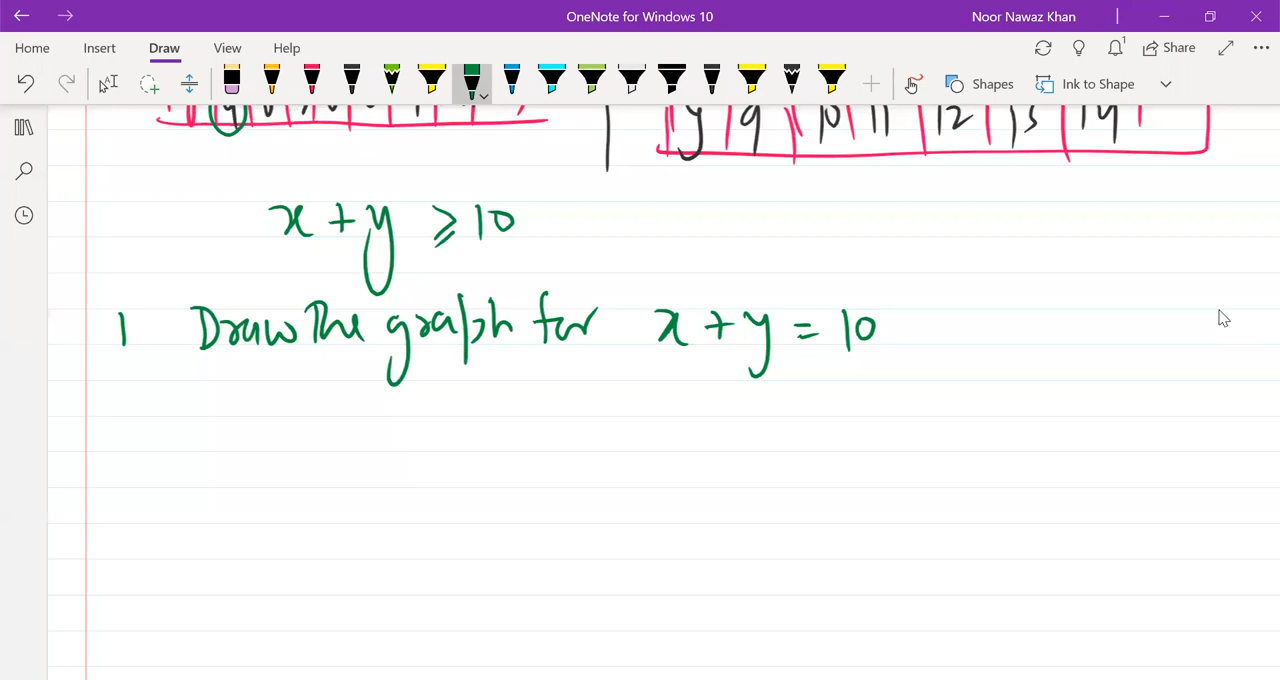 OneNote for Windows 10
Noor Nawaz Khan
Home Insert Draw View Help
1
Share
Shapes
Ink to Shape
y 9 10 11 12 13 14
x + y ≥ 10
1 Draw the graph for x + y = 10